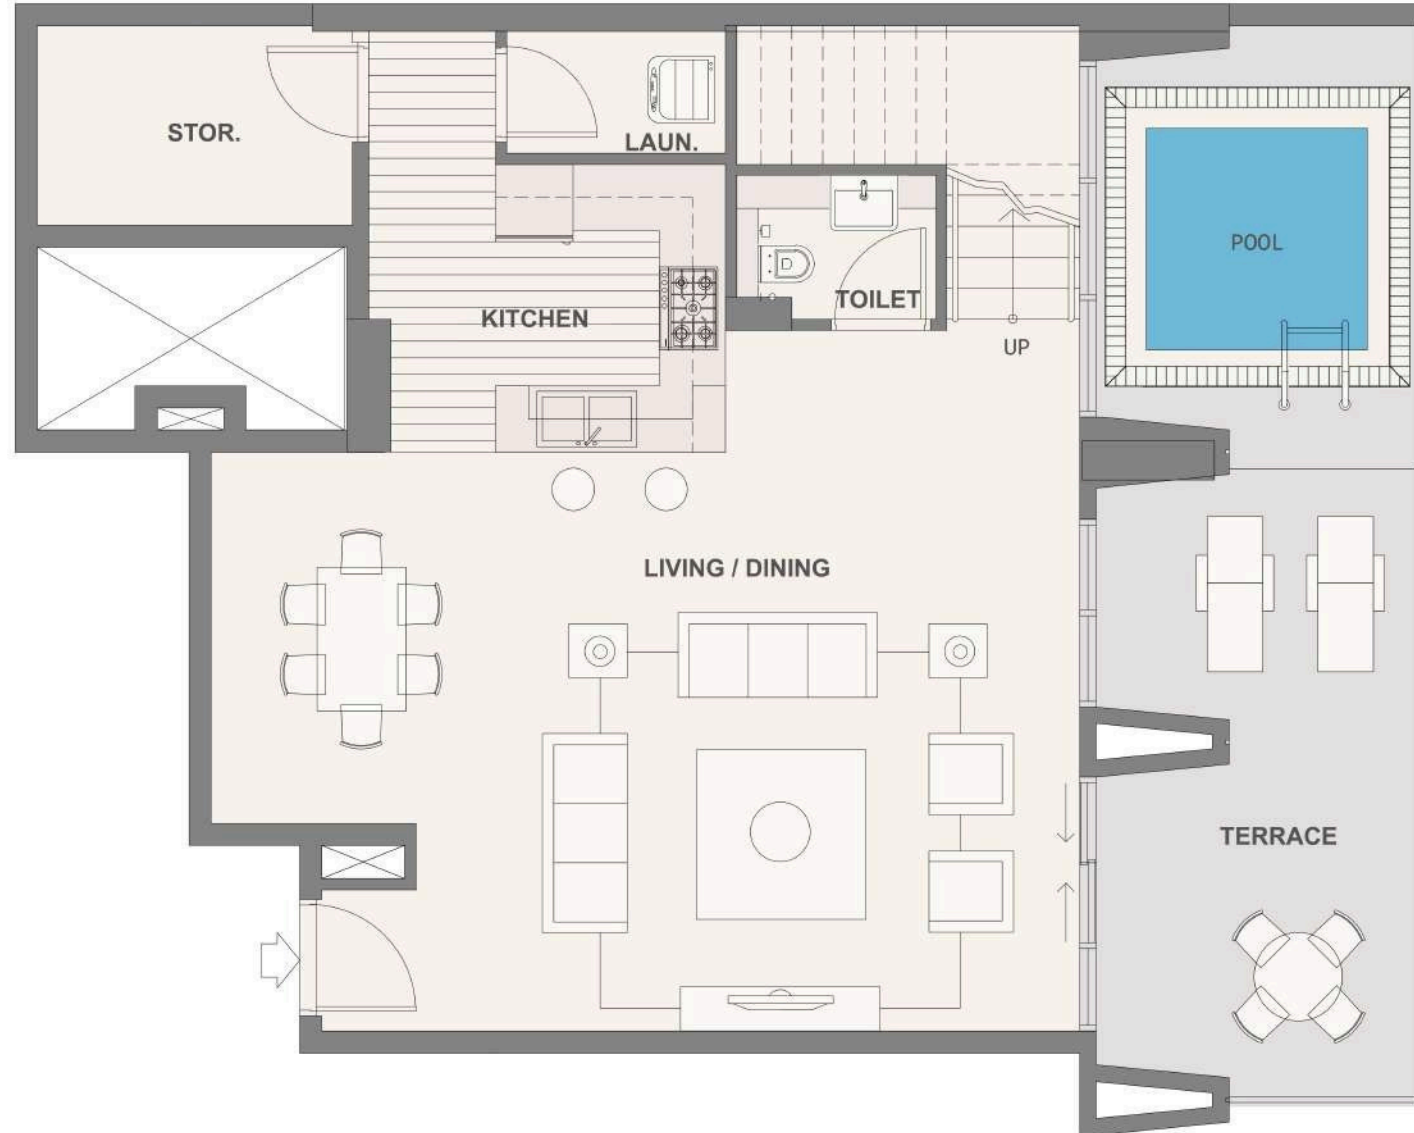 STOR.
LAUN.
POOL
KITCHEN
TOILET
UP
LIVING / DINING
TERRACE